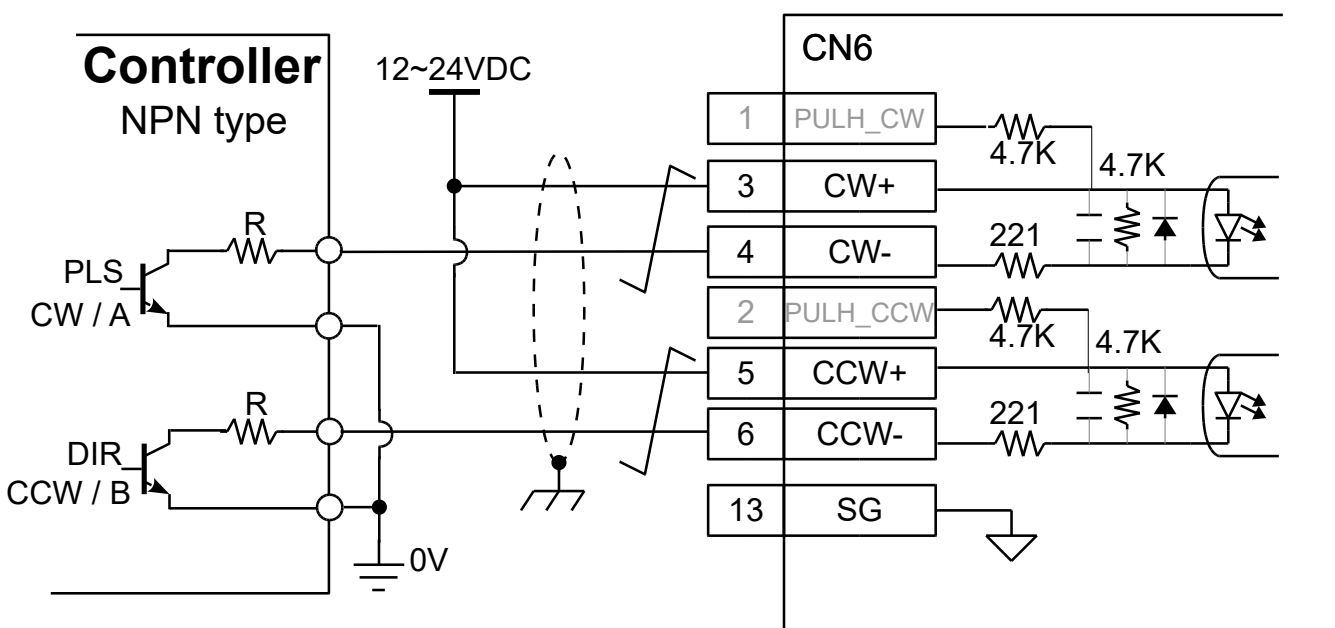 Controller
NPN type
12~24VDC
CN6
1 PULH_CW
4.7K
4.7K
3 CW+
R
4 CW-
221
PLS
CW / A
2 PULH_CCW
4.7K
4.7K
5 CCW+
R
6 CCW-
221
DIR
CCW / B
13 SG
0V